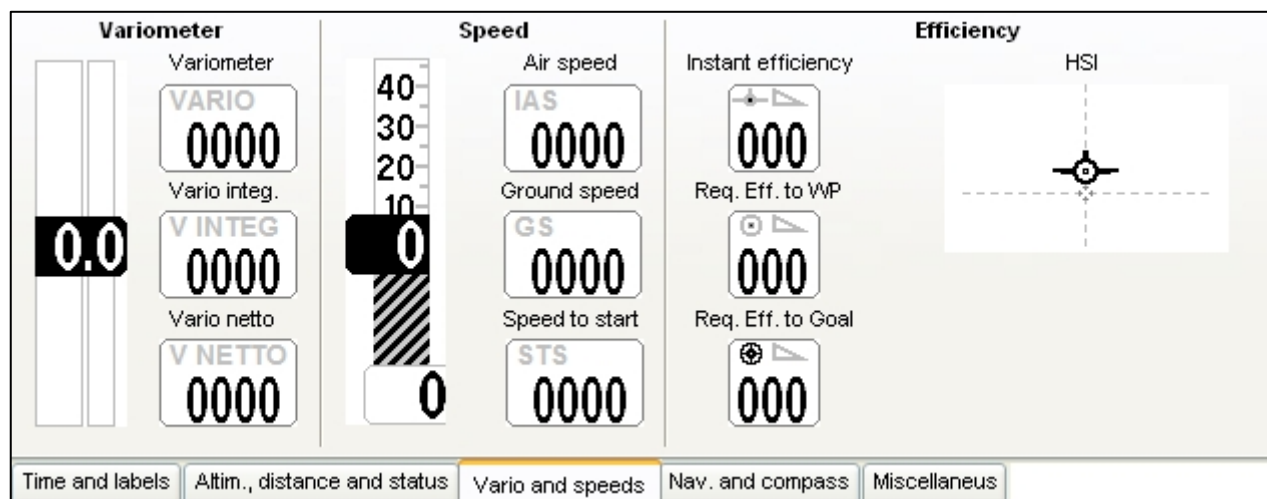 Variometer
Speed
Efficiency
Variometer
VARIO
0000
Vario integ.
V INTEG
0000
Vario netto
V NETTO
0000
0.0
40
30
20
10
0
0
Air speed
IAS
0000
Ground speed
GS
0000
Speed to start
STS
0000
Instant efficiency
000
Req. Eff. to WP
000
Req. Eff. to Goal
000
HSI
Time and labels
Altim., distance and status
Vario and speeds
Nav. and compass
Miscellaneus